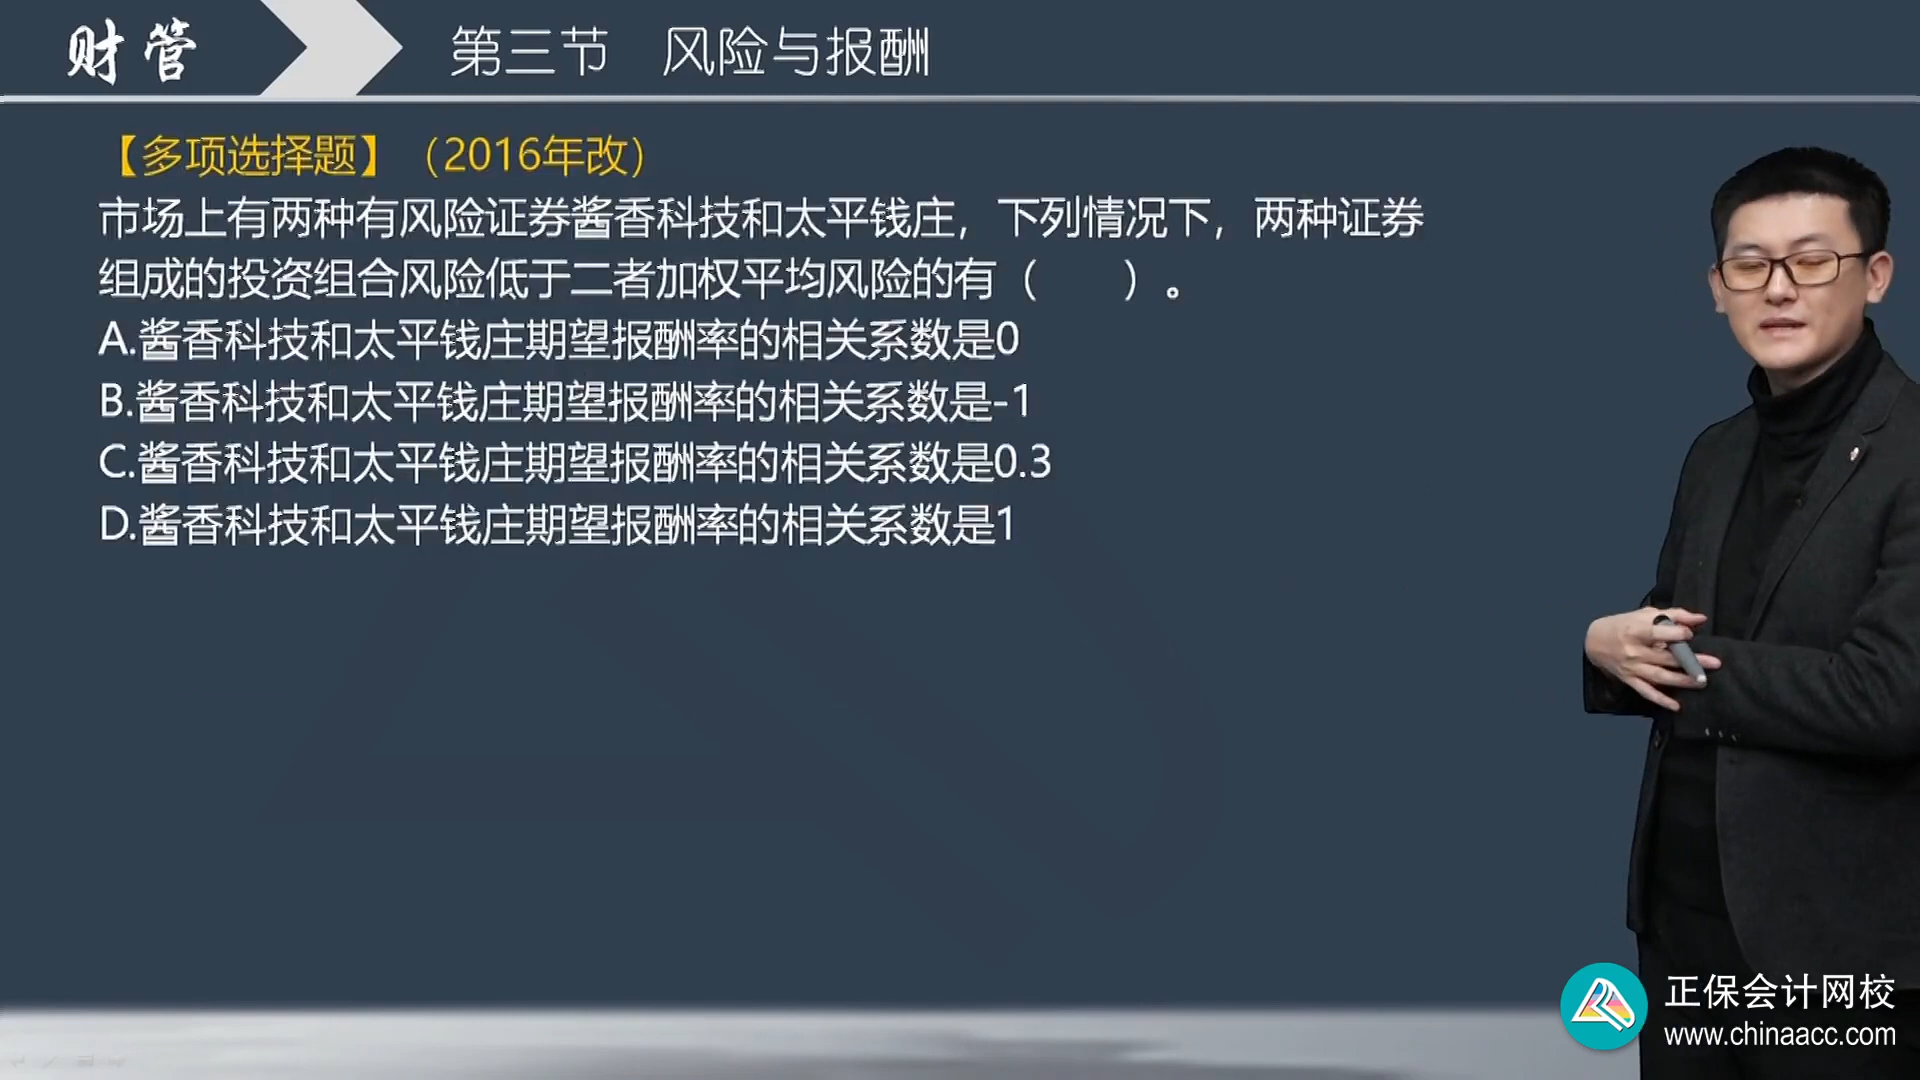 财管
第三节 风险与报酬
【多项选择题】（2016年改）
市场上有两种有风险证券酱香科技和太平钱庄，下列情况下，两种证券
组成的投资组合风险低于二者加权平均风险的有（ ）。
A.酱香科技和太平钱庄期望报酬率的相关系数是0
B.酱香科技和太平钱庄期望报酬率的相关系数是-1
C.酱香科技和太平钱庄期望报酬率的相关系数是0.3
D.酱香科技和太平钱庄期望报酬率的相关系数是1
正保会计网校
www.chinaacc.com